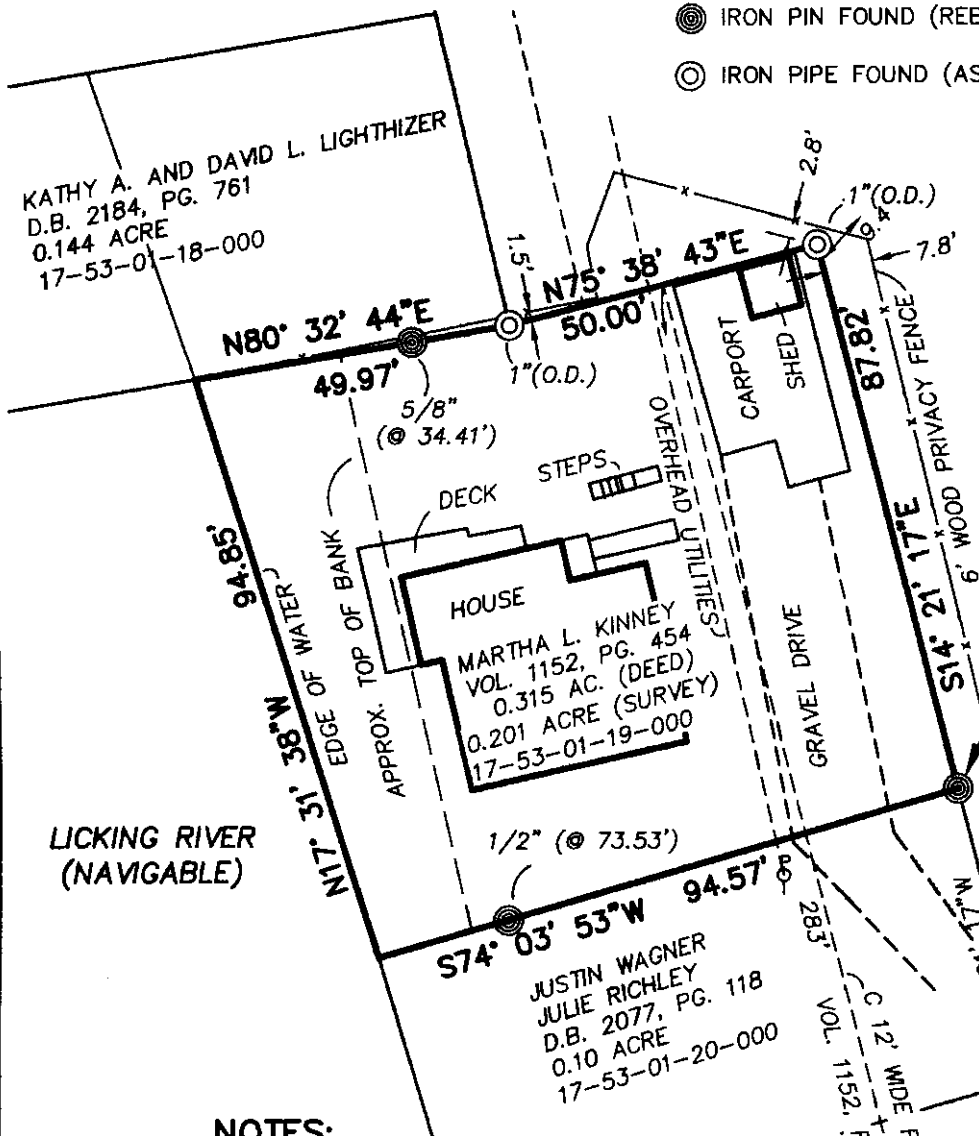 IRON PIN FOUND (REE
IRON PIPE FOUND (AS
KATHY A. AND DAVID L. LIGHTHIZER
D.B. 2184, PG. 761
0.144 ACRE
17-53-01-18-000
2.8'
1"(O.D.)
9.4
7.8'
1.5'
N75° 38' 43"E
50.00'
N80° 32' 44"E
49.97'
1"(O.D.)
5/8"
(@ 34.41')
CARPORT
SHED
87.82'
6' WOOD PRIVACY FENCE
S14° 21' 17"E
OVERHEAD UTILITIES
STEPS
DECK
HOUSE
94.85'
EDGE OF WATER
APPROX. TOP OF BANK
N17° 31' 38"W
MARTHA L. KINNEY
VOL. 1152, PG. 454
0.315 AC. (DEED)
0.201 ACRE (SURVEY)
17-53-01-19-000
GRAVEL DRIVE
LICKING RIVER
(NAVIGABLE)
1/2" (@ 73.53')
S74° 03' 53"W
94.57'
P
283'
JUSTIN WAGNER
JULIE RICHLEY
D.B. 2077, PG. 118
0.10 ACRE
17-53-01-20-000
C 12' WIDE
VOL. 1152,
17"W
NOTES: